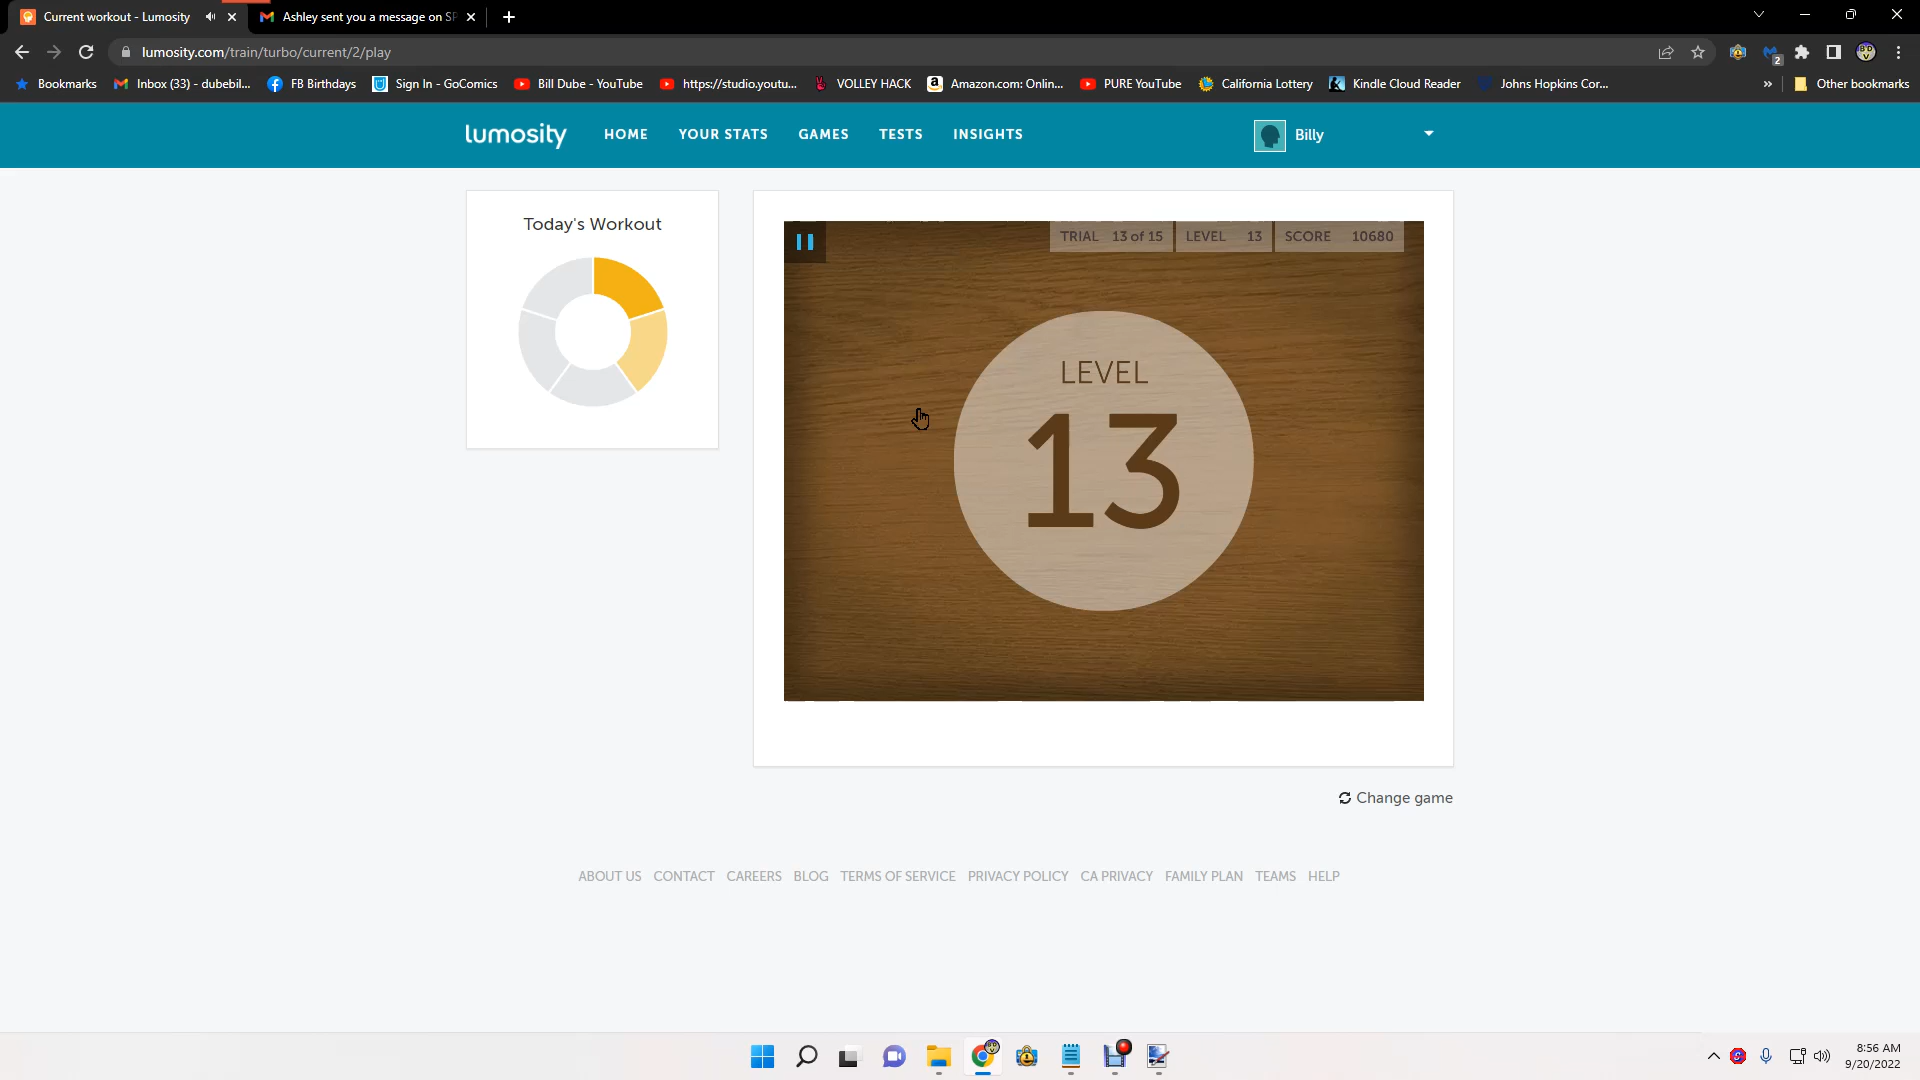 Current workout - Lumosity
Ashley sent you a message on SP
lumosity.com/train/turbo/current/2/play
2
Bookmarks
Inbox (33) - dubebil...
FB Birthdays
Sign In - GoComics
Bill Dube - YouTube
https://studio.youtu...
VOLLEY HACK
Amazon.com: Onlin...
PURE YouTube
California Lottery
Kindle Cloud Reader
Johns Hopkins Cor...
»
Other bookmarks
lumosity
HOME
YOUR STATS
GAMES
TESTS
INSIGHTS
Billy
Today's Workout
TRIAL 13 of 15
LEVEL 13
SCORE 10680
LEVEL
13
Change game
ABOUT US CONTACT CAREERS BLOG TERMS OF SERVICE PRIVACY POLICY CA PRIVACY FAMILY PLAN TEAMS HELP
8:56 AM
9/20/2022